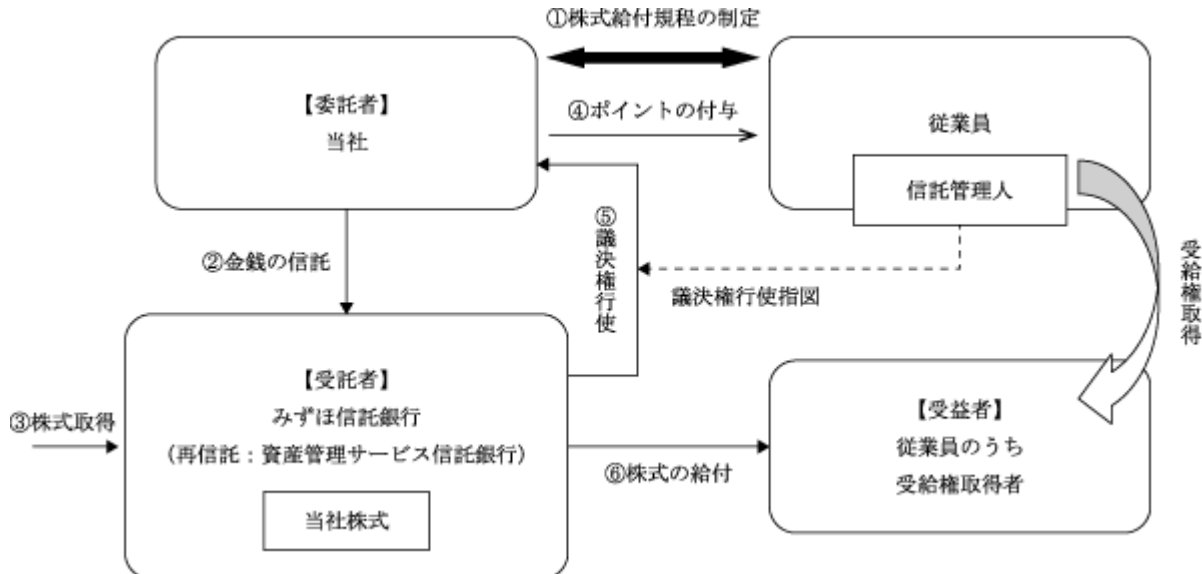 ①株式給付規程の制定
【委託者】
当社
④ポイントの付与
従業員
信託管理人
②金銭の信託
⑤議決権行使
議決権行使指図
受給権取得
③株式取得
【受託者】
みずほ信託銀行
（再信託：資産管理サービス信託銀行）
当社株式
⑥株式の給付
【受益者】
従業員のうち
受給権取得者